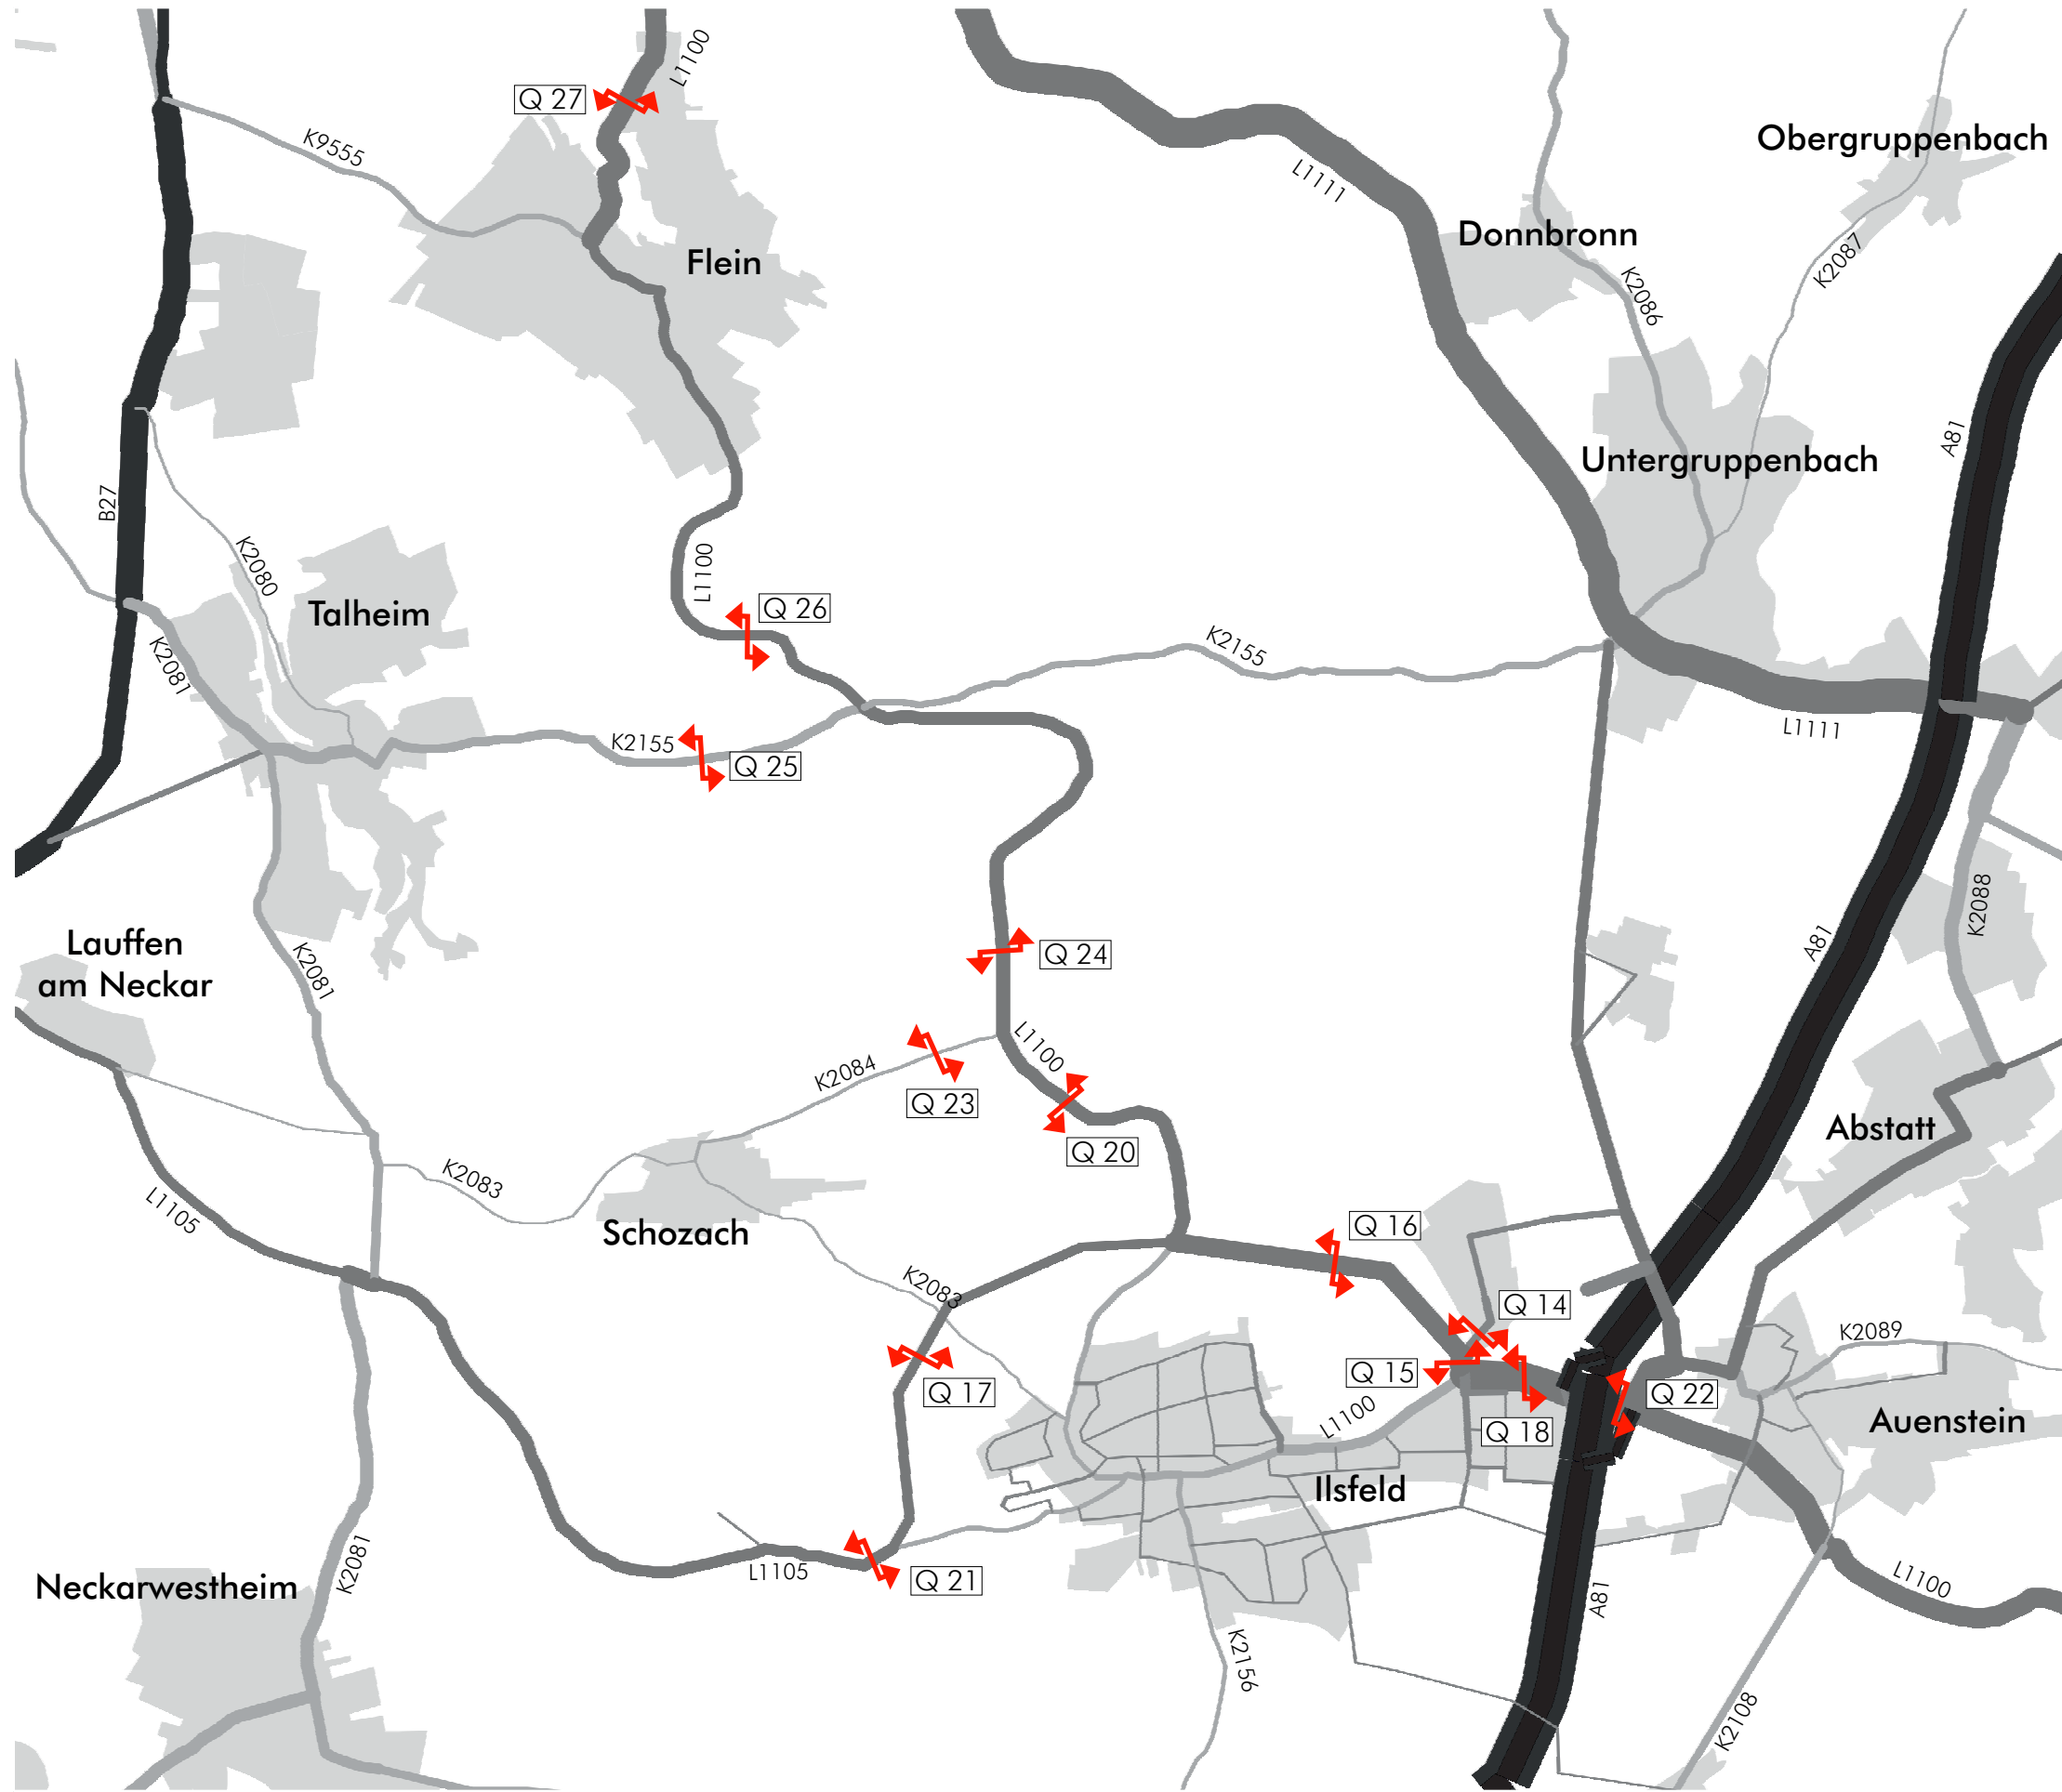 L1100
Q 27
Obergruppenbach
K9555
L1111
Donnbronn
K2087
Flein
K2086
A81
Untergruppenbach
B27
K2080
L1100
Talheim
Q 26
K2155
K2081
L1111
K2155
Q 25
K2088
Lauffen
am Neckar
A81
Q 24
K2081
L1100
K2084
Q 23
Abstatt
Q 20
K2083
L1105
Schozach
Q 16
K2083
Q 14
K2089
Q 15
Q 17
Q 22
L1100
Auenstein
Q 18
Ilsfeld
K2081
L1105
Q 21
Neckarwestheim
L1100
A81
K2156
K2108